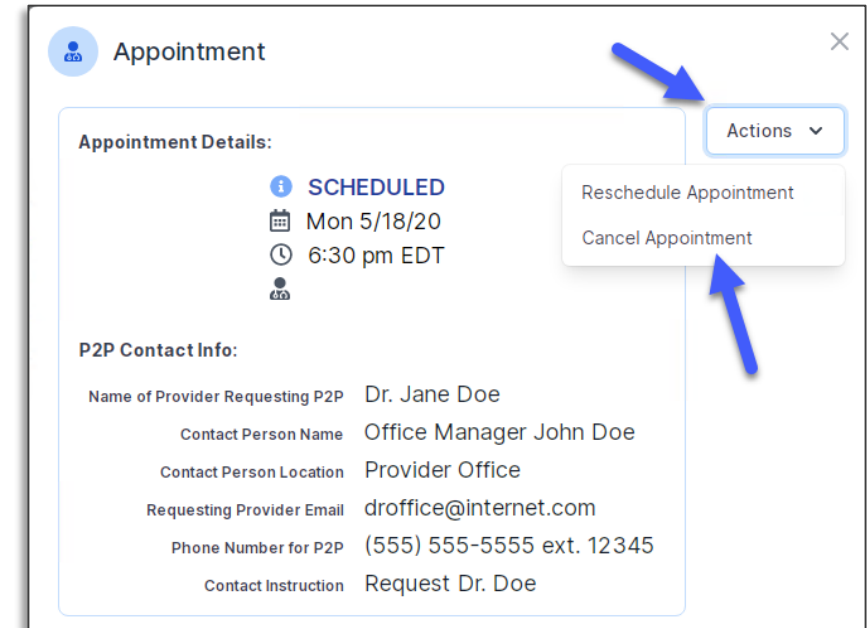 Appointment
Actions
Appointment Details:
SCHEDULED
Reschedule Appointment
Mon 5/18/20
Cancel Appointment
6:30 pm EDT
P2P Contact Info:
Name of Provider Requesting P2P Dr. Jane Doe
Contact Person Name Office Manager John Doe
Contact Person Location Provider Office
Requesting Provider Email droffice@internet.com
Phone Number for P2P (555) 555-5555 ext. 12345
Contact Instruction Request Dr. Doe